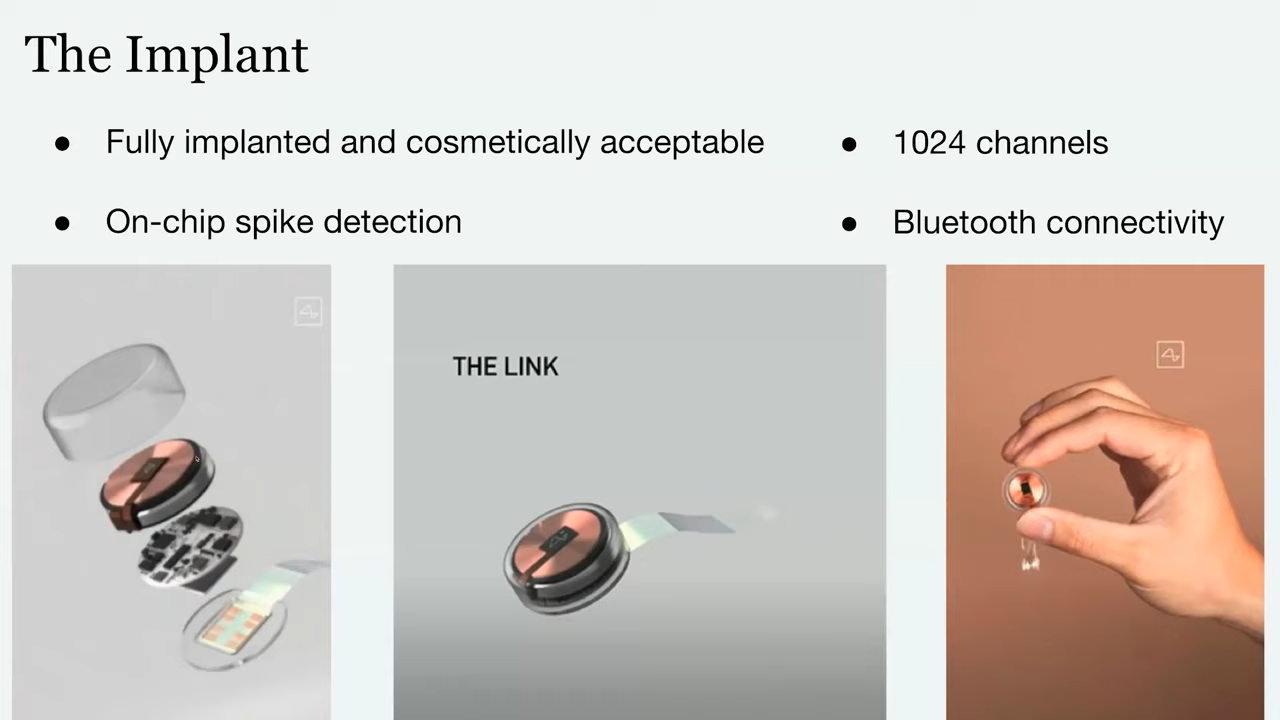 The Implant
● Fully implanted and cosmetically acceptable
● On-chip spike detection
● 1024 channels
● Bluetooth connectivity
THE LINK